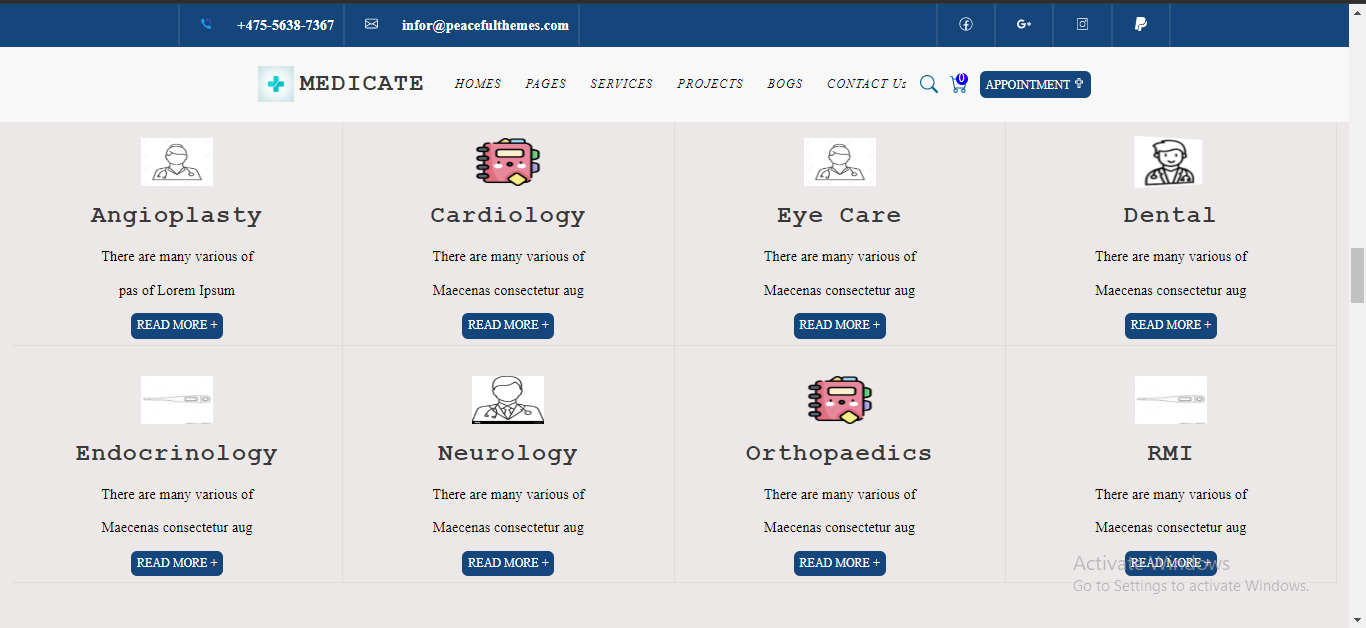 +475-5638-7367 infor@peacefulthemes.com G+
MEDICATE HOMES PAGES SERVICES PROJECTS BOGS CONTACT Us 0 APPOINTMENT
Angioplasty Cardiology Eye Care Dental
There are many various of There are many various of There are many various of There are many various of
pas of Lorem Ipsum Maecenas consectetur aug Maecenas consectetur aug Maecenas consectetur aug
READ MORE + READ MORE + READ MORE + READ MORE +
Endocrinology Neurology Orthopaedics RMI
There are many various of There are many various of There are many various of There are many various of
Maecenas consectetur aug Maecenas consectetur aug Maecenas consectetur aug Maecenas consectetur aug
READ MORE + READ MORE + READ MORE + READ MORE +
Activate Windows
Go to Settings to activate Windows.